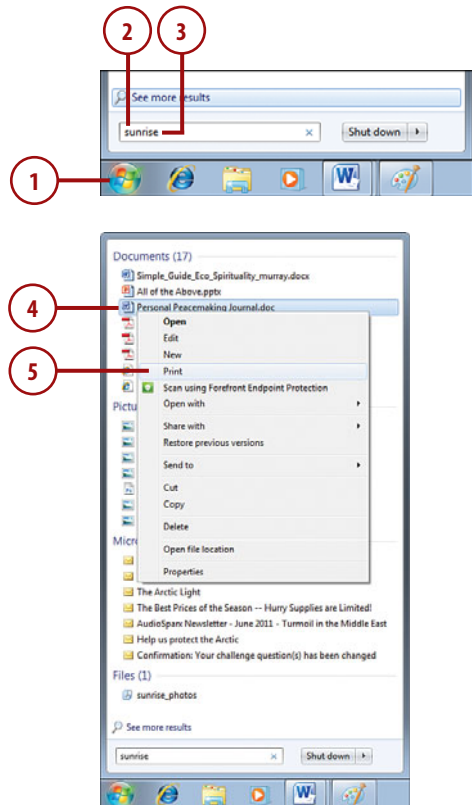 2
3
See more results
sunrise
Shut down
1
Documents (17)
Simple_Guide_Eco_Spirituality_murray.docx
All of the Above.pptx
4
Personal Peacemaking Journal.doc
Open
Edit
New
5
Print
Scan using Forefront Endpoint Protection
Open with
Pictu
Share with
Restore previous versions
Send to
Cut
Copy
Delete
Micr
Open file location
Properties
The Arctic Light
The Best Prices of the Season -- Hurry Supplies are Limited!
AudioSparx Newsletter - June 2011 - Turmoil in the Middle East
Help us protect the Arctic
Confirmation: Your challenge question(s) has been changed
Files (1)
sunrise_photos
See more results
sunrise
Shut down